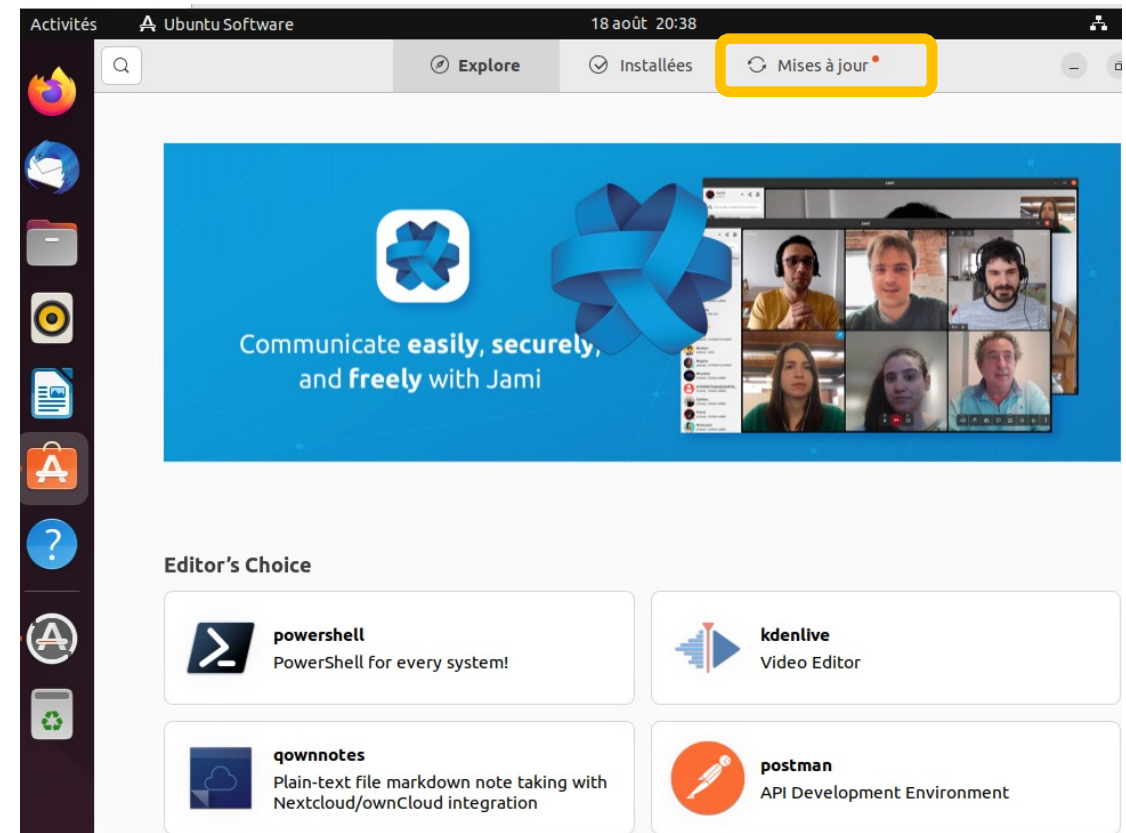 Activités
Ubuntu Software
18 août 20:38
Explore
Installées
Mises à jour
Communicate easily, securely,
and freely with Jami
Editor’s Choice
powershell
PowerShell for every system!
kdenlive
Video Editor
qownnotes
Plain-text file markdown note taking with
Nextcloud/ownCloud integration
postman
API Development Environment